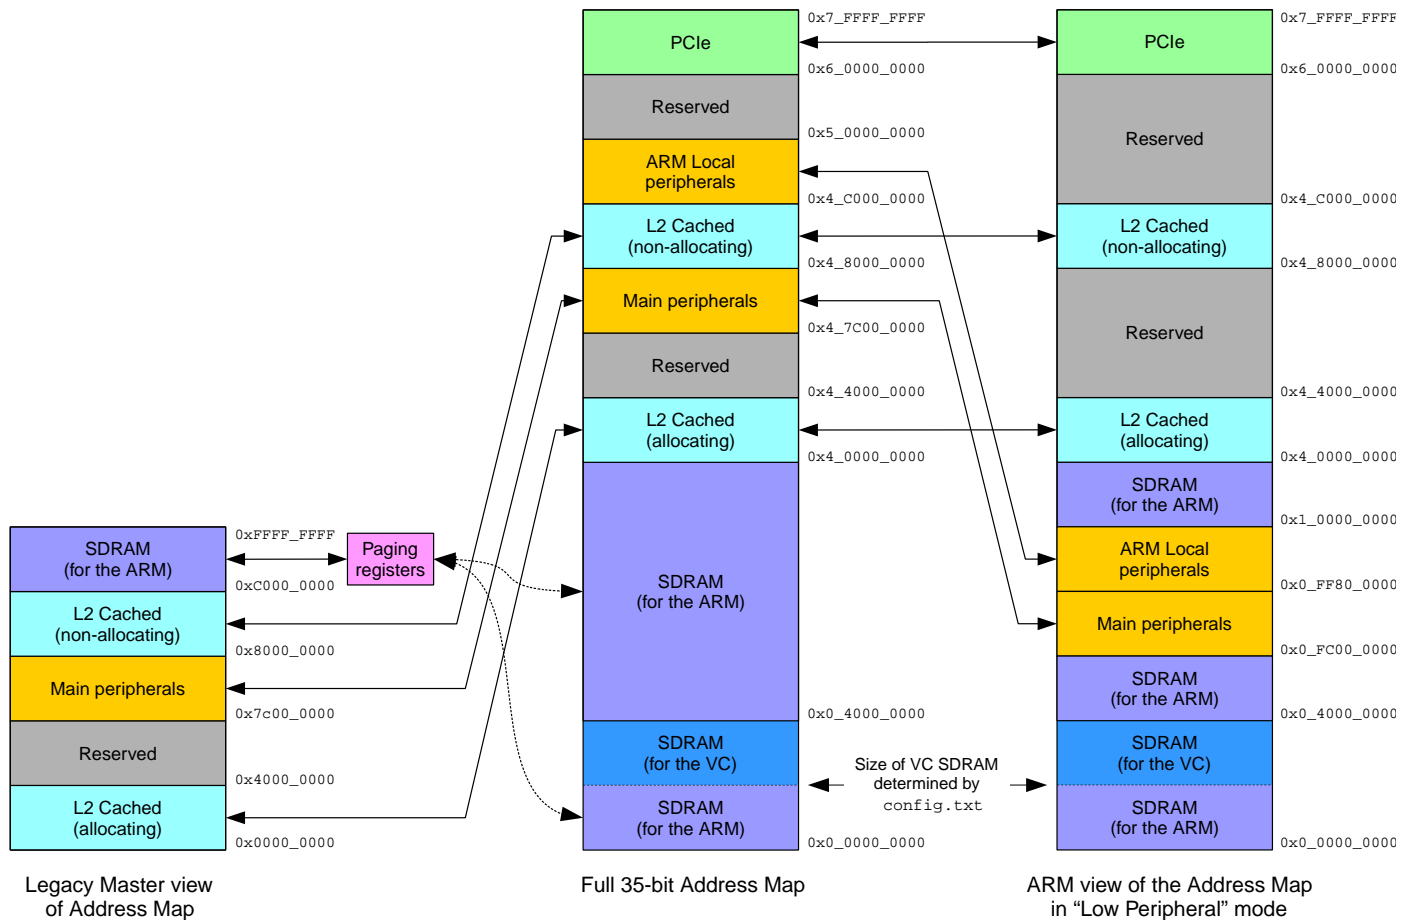 0x7_FFFF_FFFF
PCIe
0x6_0000_0000
Reserved
0x5_0000_0000
ARM Local
peripherals
0x4_C000_0000
L2 Cached
(non-allocating)
0x4_8000_0000
Main peripherals
0x4_7C00_0000
Reserved
0x4_4000_0000
L2 Cached
(allocating)
0x4_0000_0000
SDRAM
(for the ARM)
0x0_4000_0000
SDRAM
(for the VC)
SDRAM
(for the ARM)
0x0_0000_0000
Full 35-bit Address Map
0x7_FFFF_FFFF
PCIe
0x6_0000_0000
Reserved
0x4_C000_0000
L2 Cached
(non-allocating)
0x4_8000_0000
Reserved
0x4_4000_0000
L2 Cached
(allocating)
0x4_0000_0000
SDRAM
(for the ARM)
0x1_0000_0000
ARM Local
peripherals
0x0_FF80_0000
Main peripherals
0x0_FC00_0000
SDRAM
(for the ARM)
0x0_4000_0000
SDRAM
(for the VC)
SDRAM
(for the ARM)
0x0_0000_0000
ARM view of the Address Map
in “Low Peripheral” mode
Size of VC SDRAM
determined by
config.txt
0xFFFF_FFFF
SDRAM
(for the ARM)
0xC000_0000
L2 Cached
(non-allocating)
0x8000_0000
Main peripherals
0x7c00_0000
Reserved
0x4000_0000
L2 Cached
(allocating)
0x0000_0000
Legacy Master view
of Address Map
Paging
registers